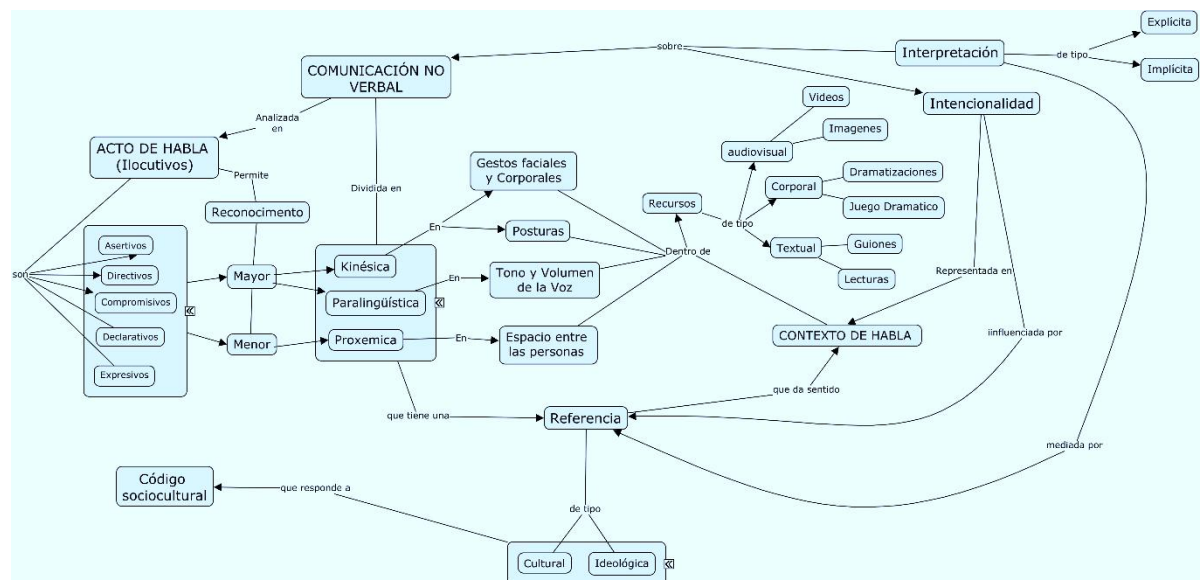 Explícita
sobre
Interpretación
de tipo
Implícita
COMUNICACIÓN NO
VERBAL
Intencionalidad
Videos
Analizada
en
Imagenes
audiovisual
ACTO DE HABLA
(Ilocutivos)
Gestos faciales
y Corporales
Dramatizaciones
Permite
Dividida en
Corporal
Recursos
Juego Dramatico
Reconocimento
de tipo
En
Posturas
Textual
Guiones
Asertivos
Dentro de
son
Directivos
Mayor
Kinésica
En
Tono y Volumen
de la Voz
Lecturas
Representada en
Compromisivos
Paralingüística
Declarativos
Menor
Proxemica
En
Espacio entre
las personas
CONTEXTO DE HABLA
iinfluenciada por
Expresivos
que da sentido
que tiene una
Referencia
mediada por
Código
sociocultural
que responde a
de tipo
Cultural
Ideológica